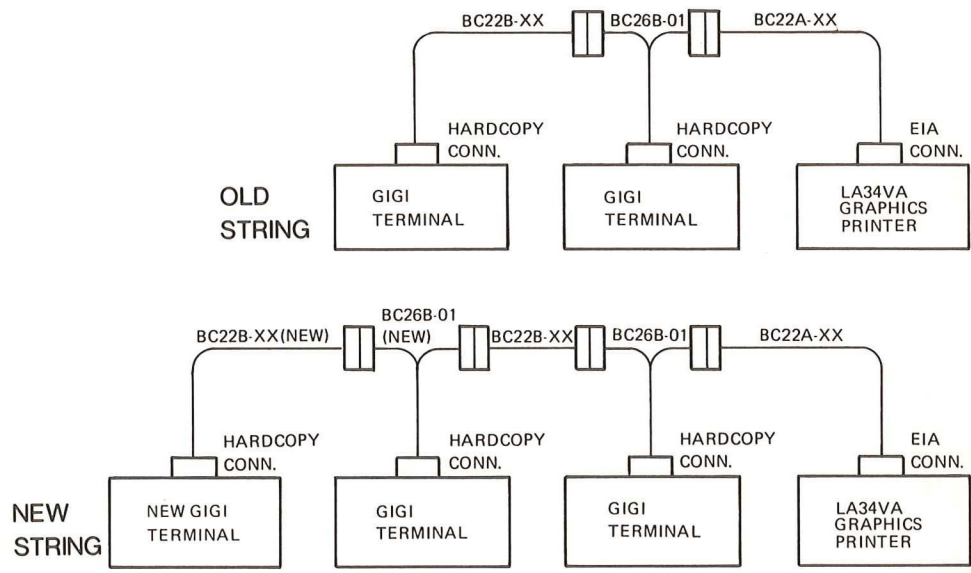 BC22B-XX BC26B-01 BC22A-XX
HARDCOPY CONN.
HARDCOPY CONN.
EIA CONN.
OLD STRING
GIGI TERMINAL
GIGI TERMINAL
LA34VA GRAPHICS PRINTER
BC22B-XX(NEW)
BC26B-01 (NEW)
BC22B-XX
BC26B-01
BC22A-XX
HARDCOPY CONN.
HARDCOPY CONN.
HARDCOPY CONN.
EIA CONN.
NEW STRING
NEW GIGI TERMINAL
GIGI TERMINAL
GIGI TERMINAL
LA34VA GRAPHICS PRINTER